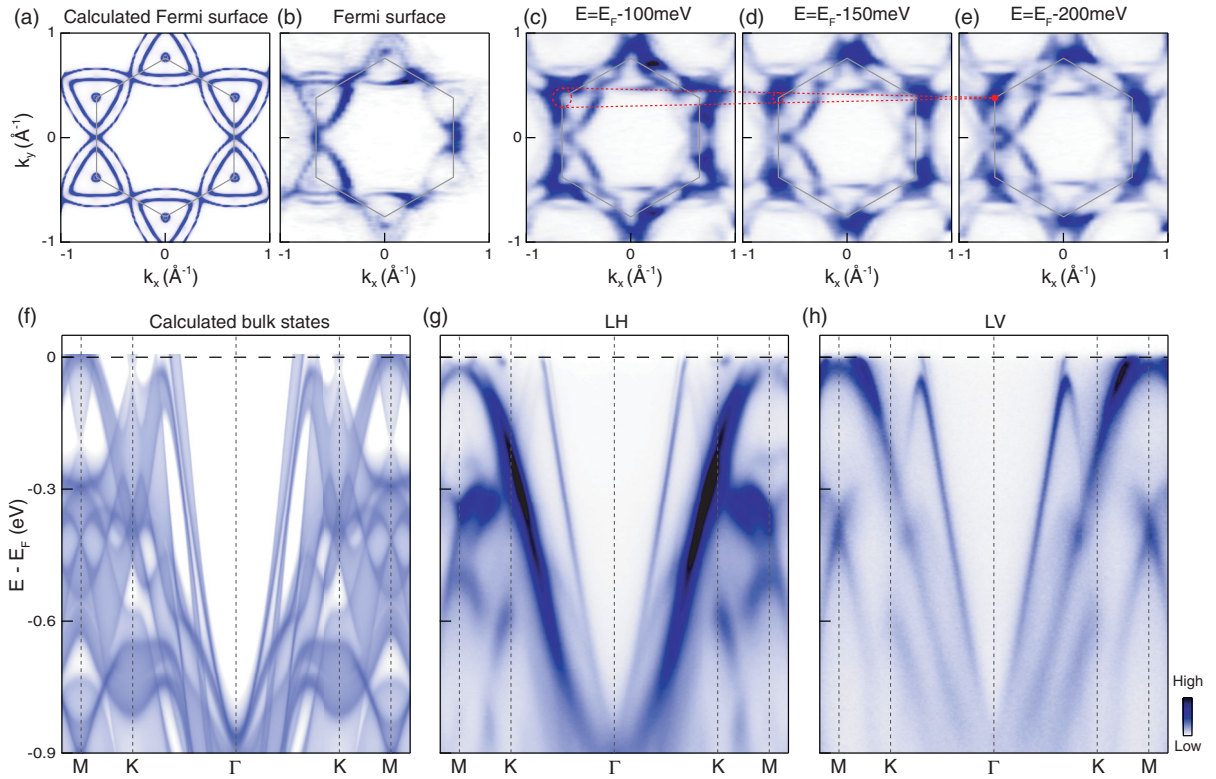 (a) Calculated Fermi surface
(b) Fermi surface
(c) E=E_F-100meV
(d) E=E_F-150meV
(e) E=E_F-200meV
1
0
-1
k_y (Å⁻¹)
-1 0 1
-1 0 1
-1 0 1
-1 0 1
-1 0 1
k_x (Å⁻¹)
k_x (Å⁻¹)
k_x (Å⁻¹)
k_x (Å⁻¹)
k_x (Å⁻¹)
(f) Calculated bulk states
(g) LH
(h) LV
0
-0.3
-0.6
-0.9
E - E_F (eV)
M K Γ K M
M K Γ K M
M K Γ K M
High
Low